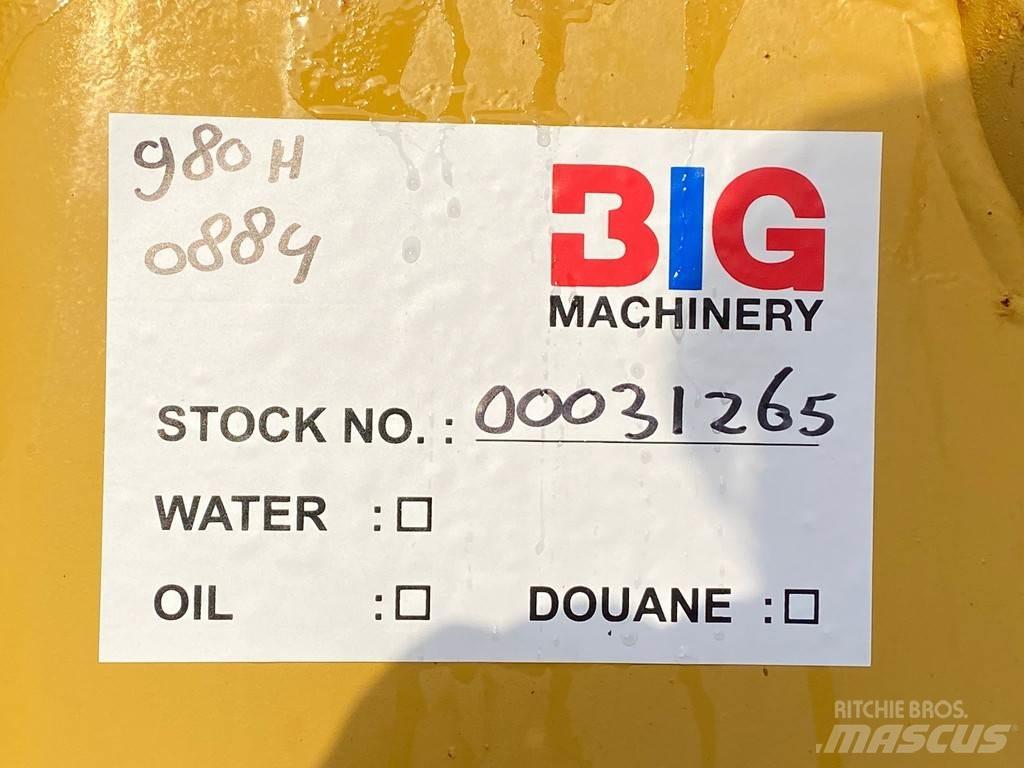 980H
0884
BIG
MACHINERY
STOCK NO. : 00031265
WATER : ☐
OIL : ☐ DOUANE : ☐
RITCHIE BROS.
MASCUS